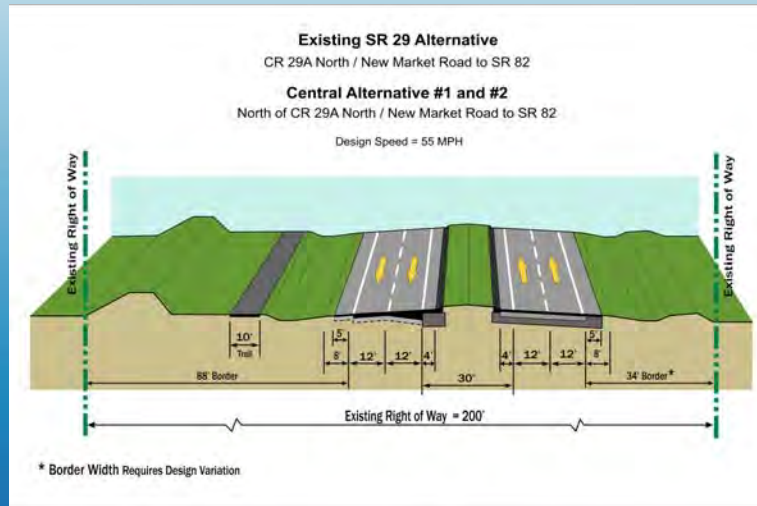 Existing SR 29 Alternative
CR 29A North / New Market Road to SR 82
Central Alternative #1 and #2
North of CR 29A North / New Market Road to SR 82
Design Speed = 55 MPH
Existing Right of Way
Existing Right of Way
10'
Trail
5'
8'
12'
12'
4'
30'
4'
12'
12'
5'
8'
88' Border
34' Border*
Existing Right of Way = 200'
* Border Width Requires Design Variation